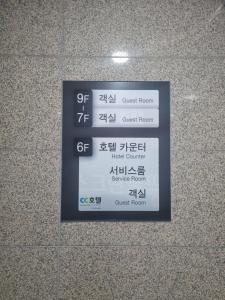 9F 객실 Guest Room
-
7F 객실 Guest Room
6F 호텔 카운터
Hotel Counter
서비스룸
Service Room
객실
Guest Room
CC호텔